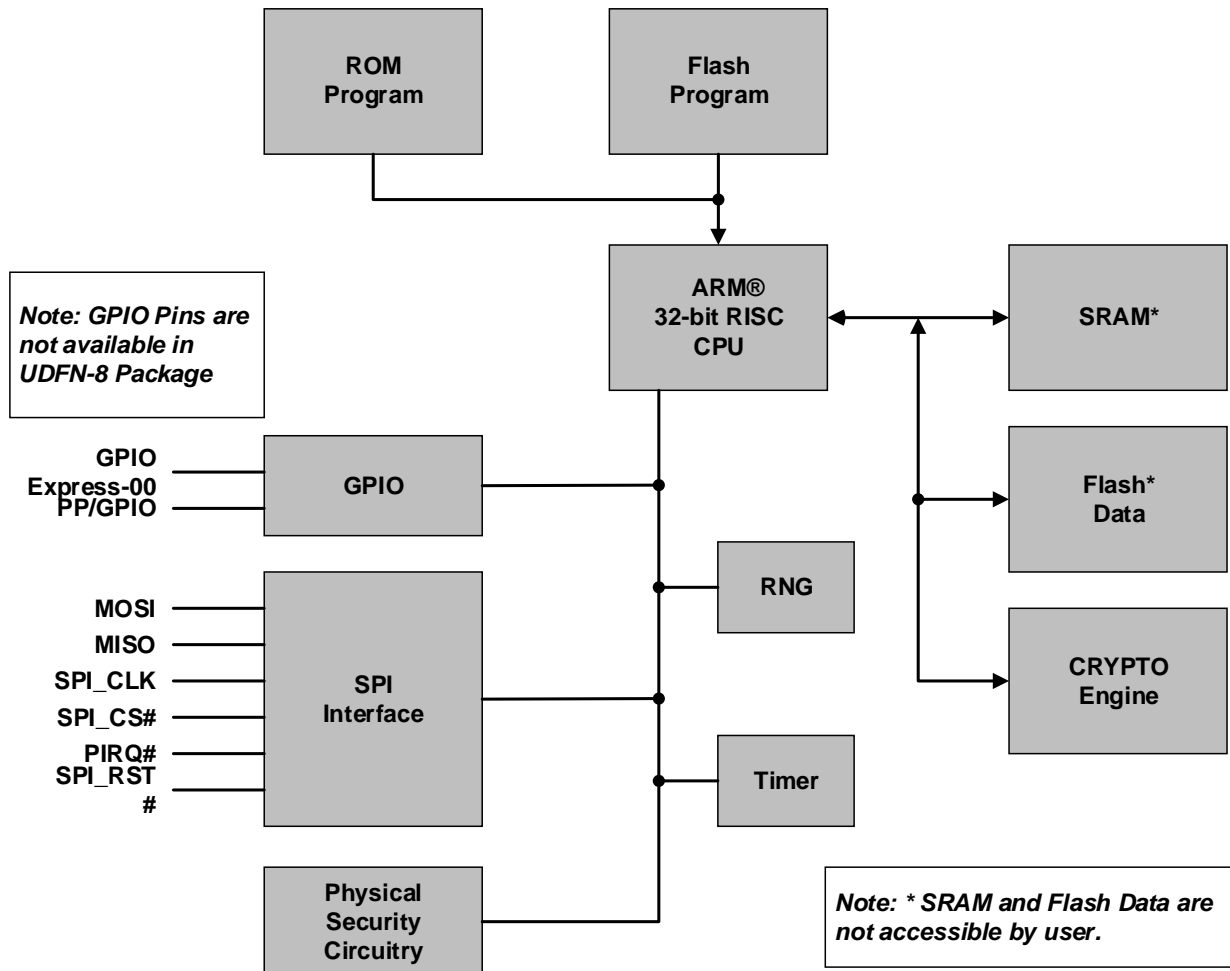 ROM
Program
Flash
Program
ARM®
32-bit RISC
CPU
SRAM*
Note: GPIO Pins are
not available in
UDFN-8 Package
GPIO
Express-00
PP/GPIO
GPIO
Flash*
Data
RNG
MOSI
MISO
SPI_CLK
SPI_CS#
PIRQ#
SPI_RST
#
SPI
Interface
CRYPTO
Engine
Timer
Physical
Security
Circuitry
Note: * SRAM and Flash Data are
not accessible by user.